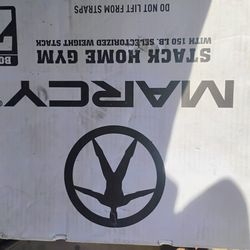 MARCY
STACK HOME GYM
WITH 150 LB. SELECTORIZED WEIGHT STACK
DO NOT LIFT FROM STRAPS